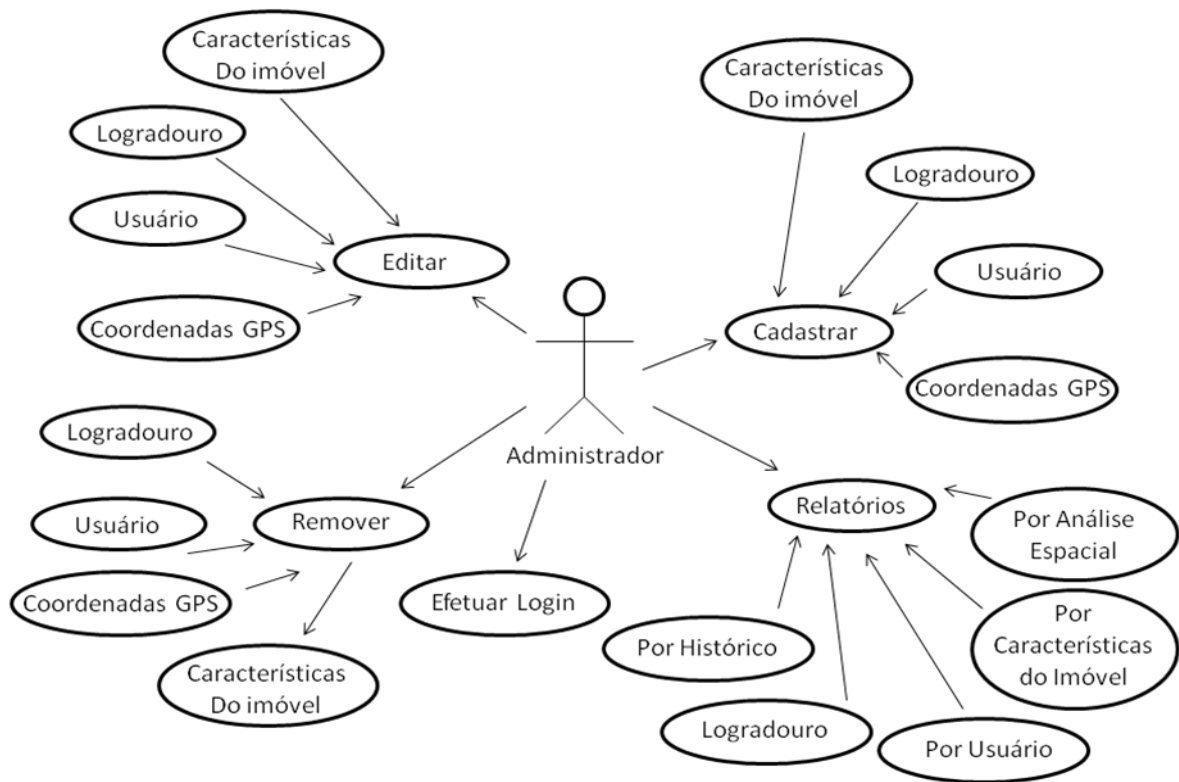 Características
Do imóvel
Logradouro
Usuário
Editar
Coordenadas GPS
Características
Do imóvel
Logradouro
Usuário
Cadastrar
Coordenadas GPS
Administrador
Logradouro
Usuário
Remover
Coordenadas GPS
Características
Do imóvel
Efetuar Login
Relatórios
Por Análise
Espacial
Por
Características
do Imóvel
Por Histórico
Logradouro
Por Usuário